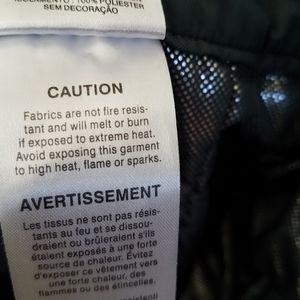 ISOLAMENTO : 100% POLIÉSTER
SEM DECORAÇÃO
CAUTION
Fabrics are not fire resis-
tant and will melt or burn
if exposed to extreme heat.
Avoid exposing this garment
to high heat, flame or sparks.
AVERTISSEMENT
Les tissus ne sont pas résis-
tants au feu et se dissou-
draient ou brûleraient s'ils
étaient exposés à une forte
source de chaleur. Évitez
d'exposer ce vêtement vers
une forte chaleur, des
flammes ou des étincelles.